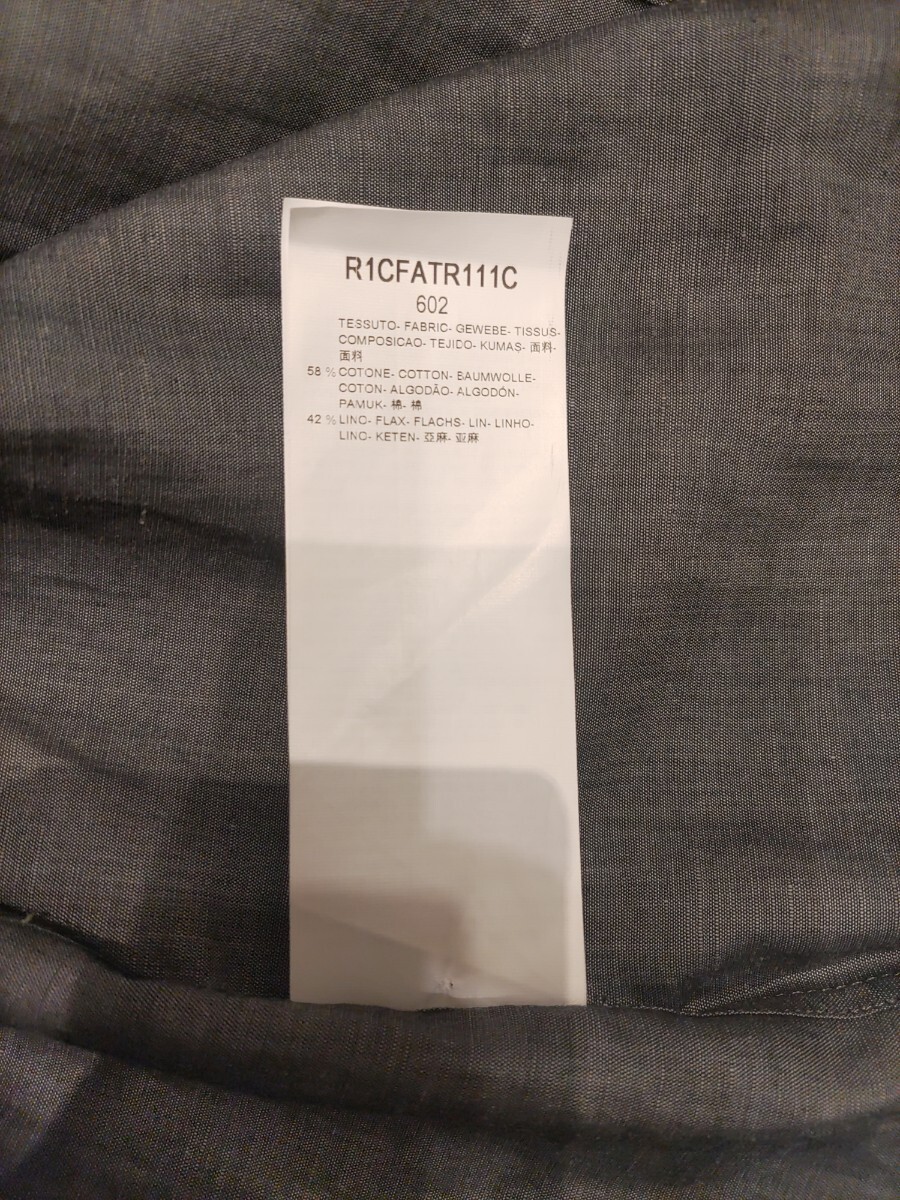 R1CFATR111C
602
TESSUTO- FABRIC- GEWEBE- TISSUS-
COMPOSICAO- TEJIDO- KUMAS- 面料-
面料
58 % COTONE- COTTON- BAUMWOLLE-
COTON- ALGODÃO- ALGODÓN-
PAMUK- 棉- 棉
42 % LINO- FLAX- FLACHS- LIN- LINHO-
LINO- KETEN- 亞麻- 亚麻